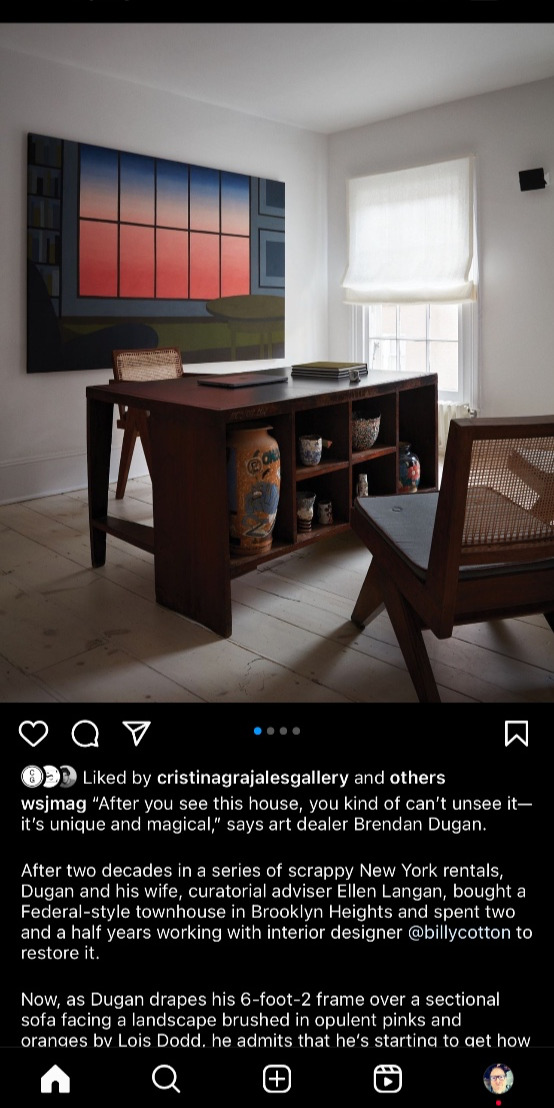 Liked by cristinagrajalesgallery and others
wsjmag “After you see this house, you kind of can’t unsee it—
it’s unique and magical,” says art dealer Brendan Dugan.
After two decades in a series of scrappy New York rentals,
Dugan and his wife, curatorial adviser Ellen Langan, bought a
Federal-style townhouse in Brooklyn Heights and spent two
and a half years working with interior designer @billycotton to
restore it.
Now, as Dugan drapes his 6-foot-2 frame over a sectional
sofa facing a landscape brushed in opulent pinks and
oranges by Lois Dodd, he admits that he’s starting to get how